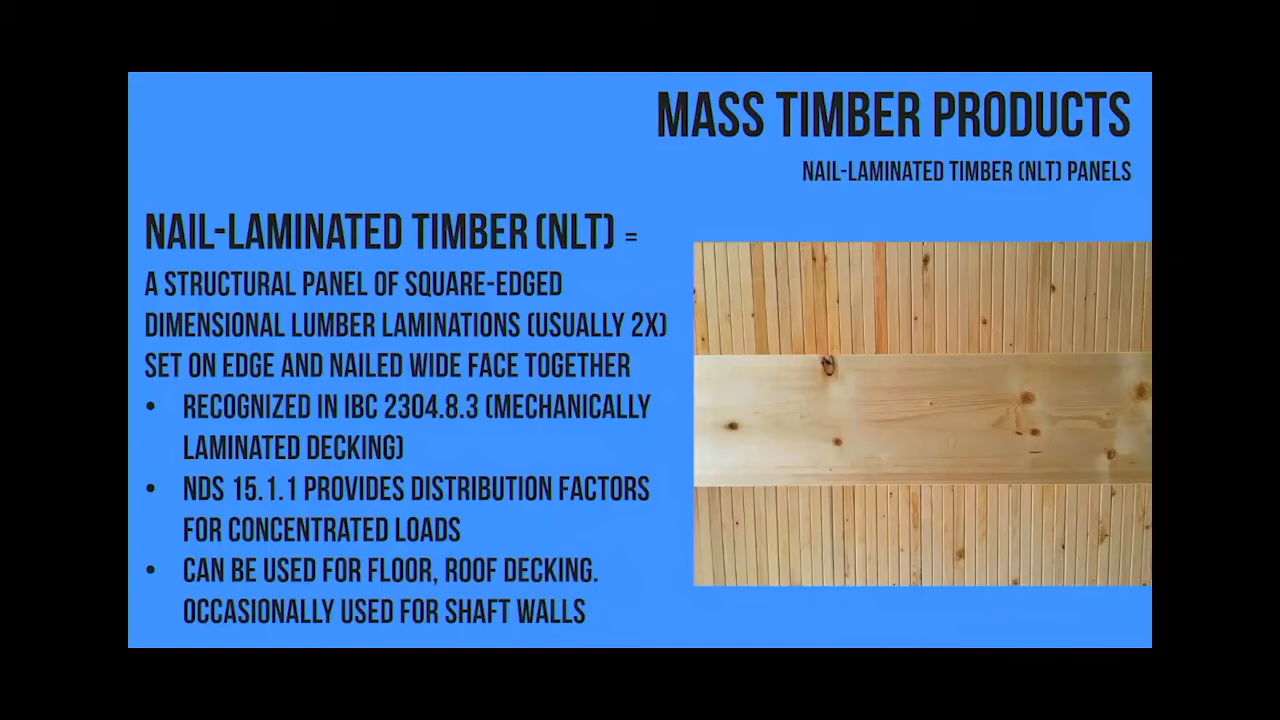 MASS TIMBER PRODUCTS
NAIL-LAMINATED TIMBER (NLT) PANELS
NAIL-LAMINATED TIMBER (NLT) =
A STRUCTURAL PANEL OF SQUARE-EDGED
DIMENSIONAL LUMBER LAMINATIONS (USUALLY 2X)
SET ON EDGE AND NAILED WIDE FACE TOGETHER
• RECOGNIZED IN IBC 2304.8.3 (MECHANICALLY
LAMINATED DECKING)
• NDS 15.1.1 PROVIDES DISTRIBUTION FACTORS
FOR CONCENTRATED LOADS
• CAN BE USED FOR FLOOR, ROOF DECKING.
OCCASIONALLY USED FOR SHAFT WALLS